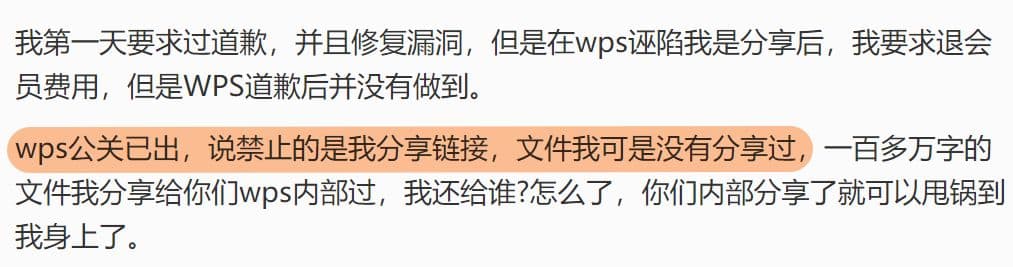 我第一天要求过道歉，并且修复漏洞，但是在wps诬陷我是分享后，我要求退会
员费用，但是WPS道歉后并没有做到。
wps公关已出，说禁止的是我分享链接，文件我可是没有分享过，一百多万字的
文件我分享给你们wps内部过，我还给谁?怎么了，你们内部分享了就可以甩锅到
我身上了。